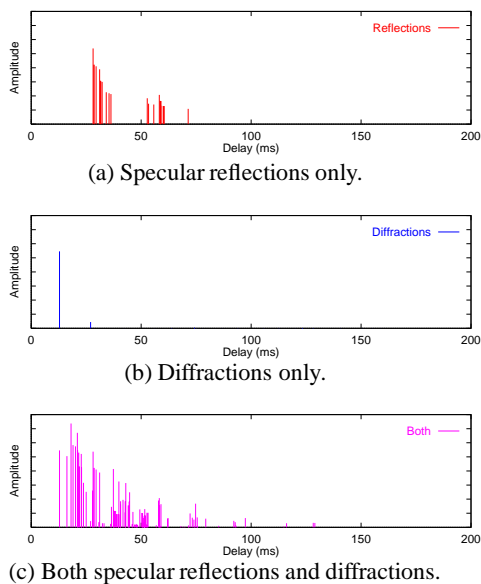 Reflections
Amplitude
0 50 100 150 200
Delay (ms)
(a) Specular reflections only.
Diffractions
Amplitude
0 50 100 150 200
Delay (ms)
(b) Diffractions only.
Both
Amplitude
0 50 100 150 200
Delay (ms)
(c) Both specular reflections and diffractions.